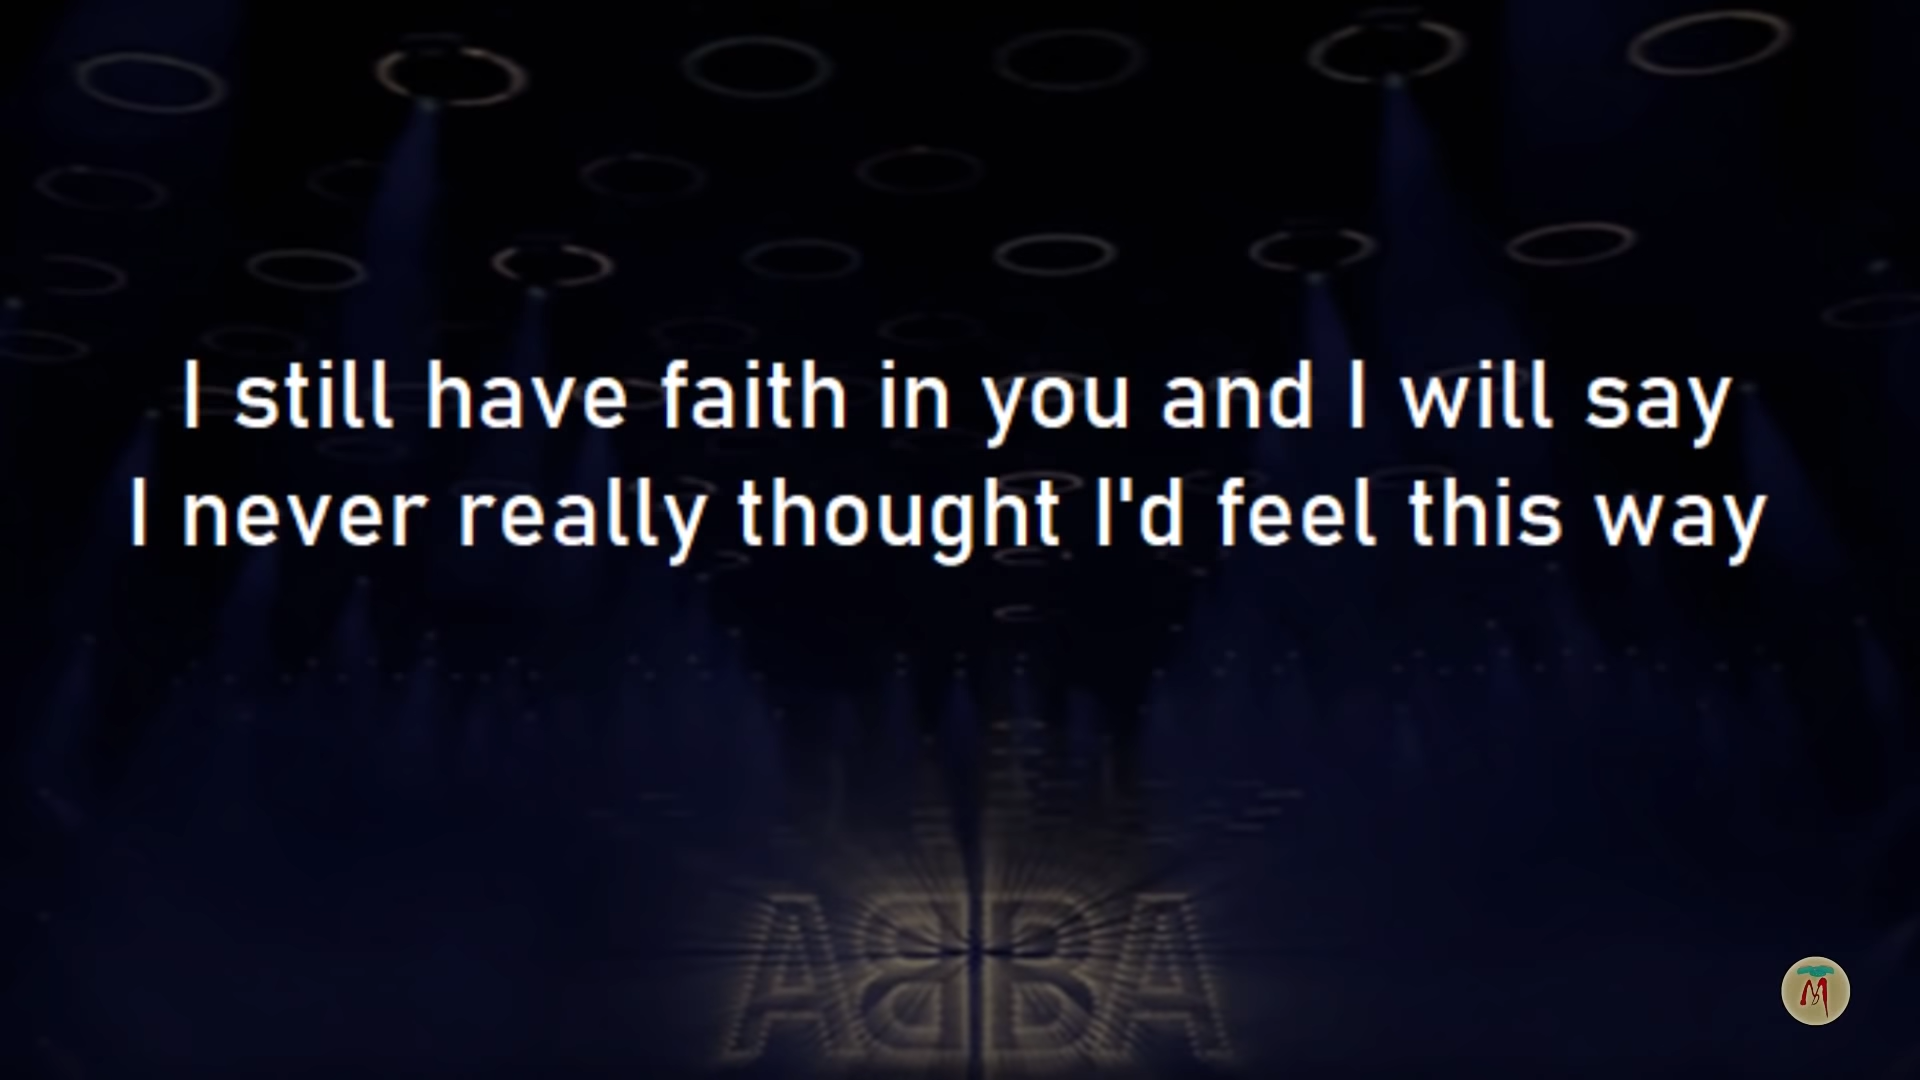 I still have faith in you and I will say
I never really thought I'd feel this way
ABBA